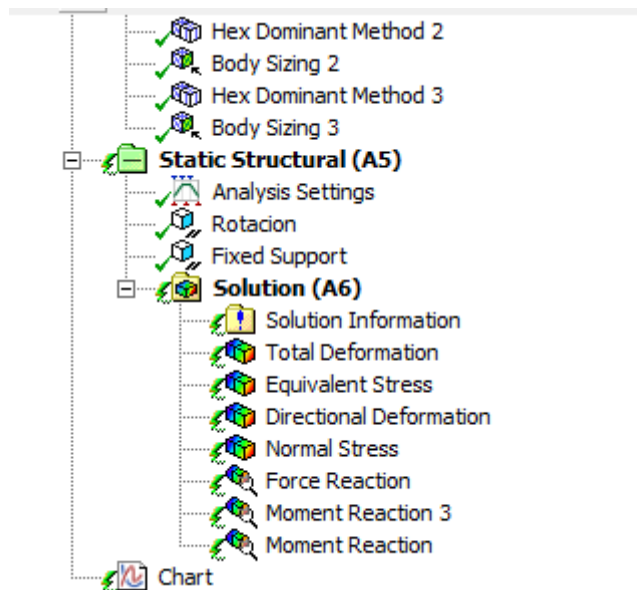 Hex Dominant Method 2
Body Sizing 2
Hex Dominant Method 3
Body Sizing 3
Static Structural (A5)
Analysis Settings
Rotacion
Fixed Support
Solution (A6)
Solution Information
Total Deformation
Equivalent Stress
Directional Deformation
Normal Stress
Force Reaction
Moment Reaction 3
Moment Reaction
Chart